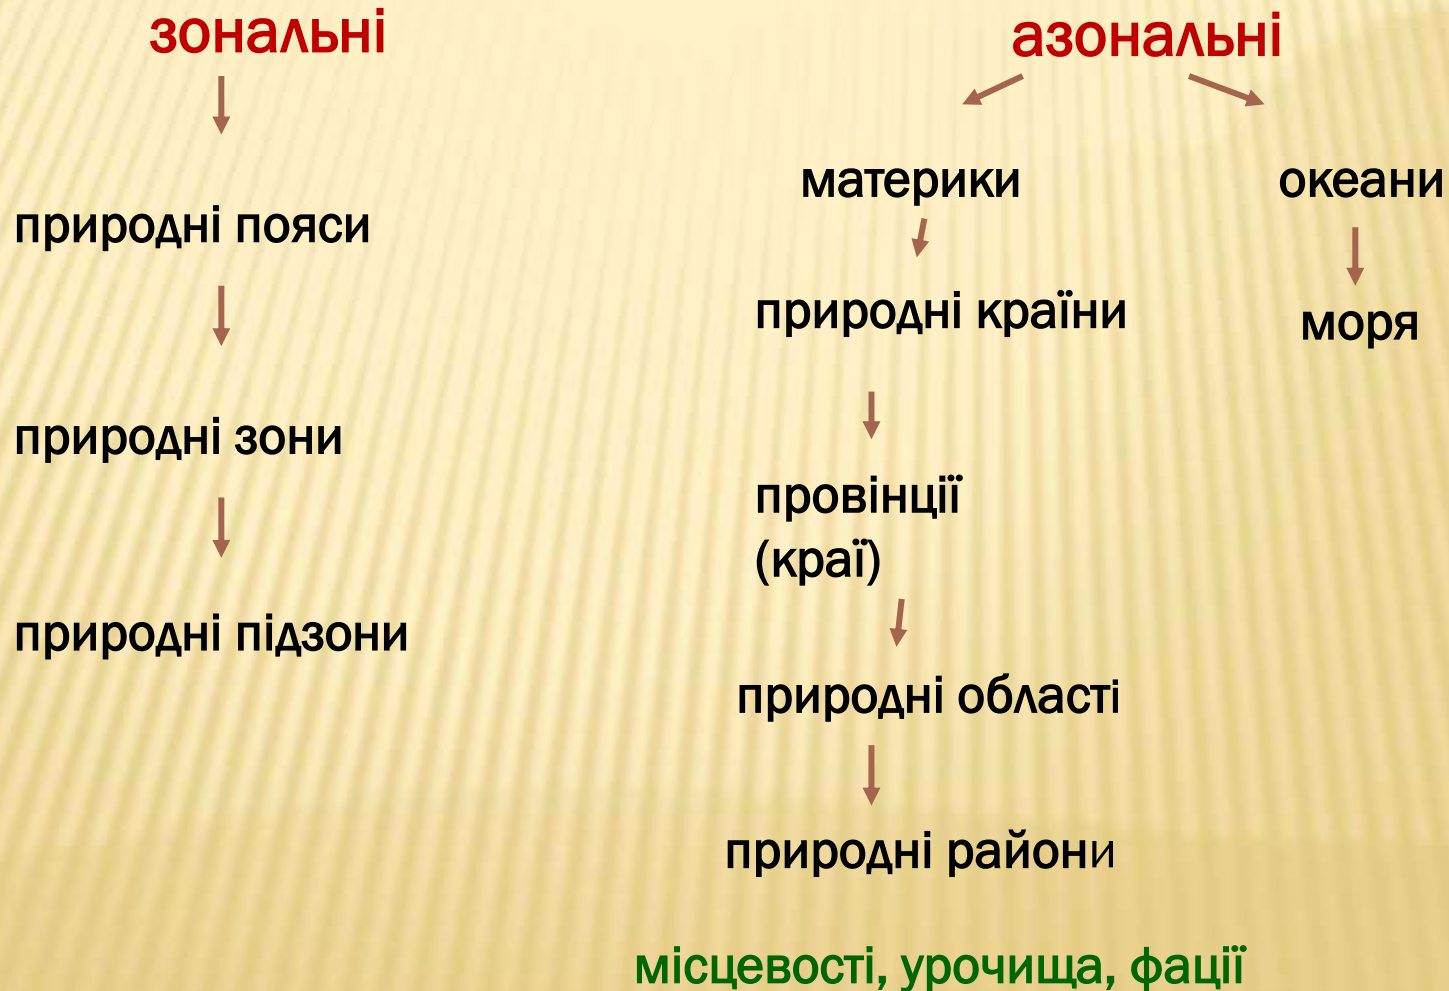 зональні
природні пояси
природні зони
природні підзони
азональні
материки
океани
природні країни
моря
провінції
(краї)
природні області
природні райони
місцевості, урочища, фації